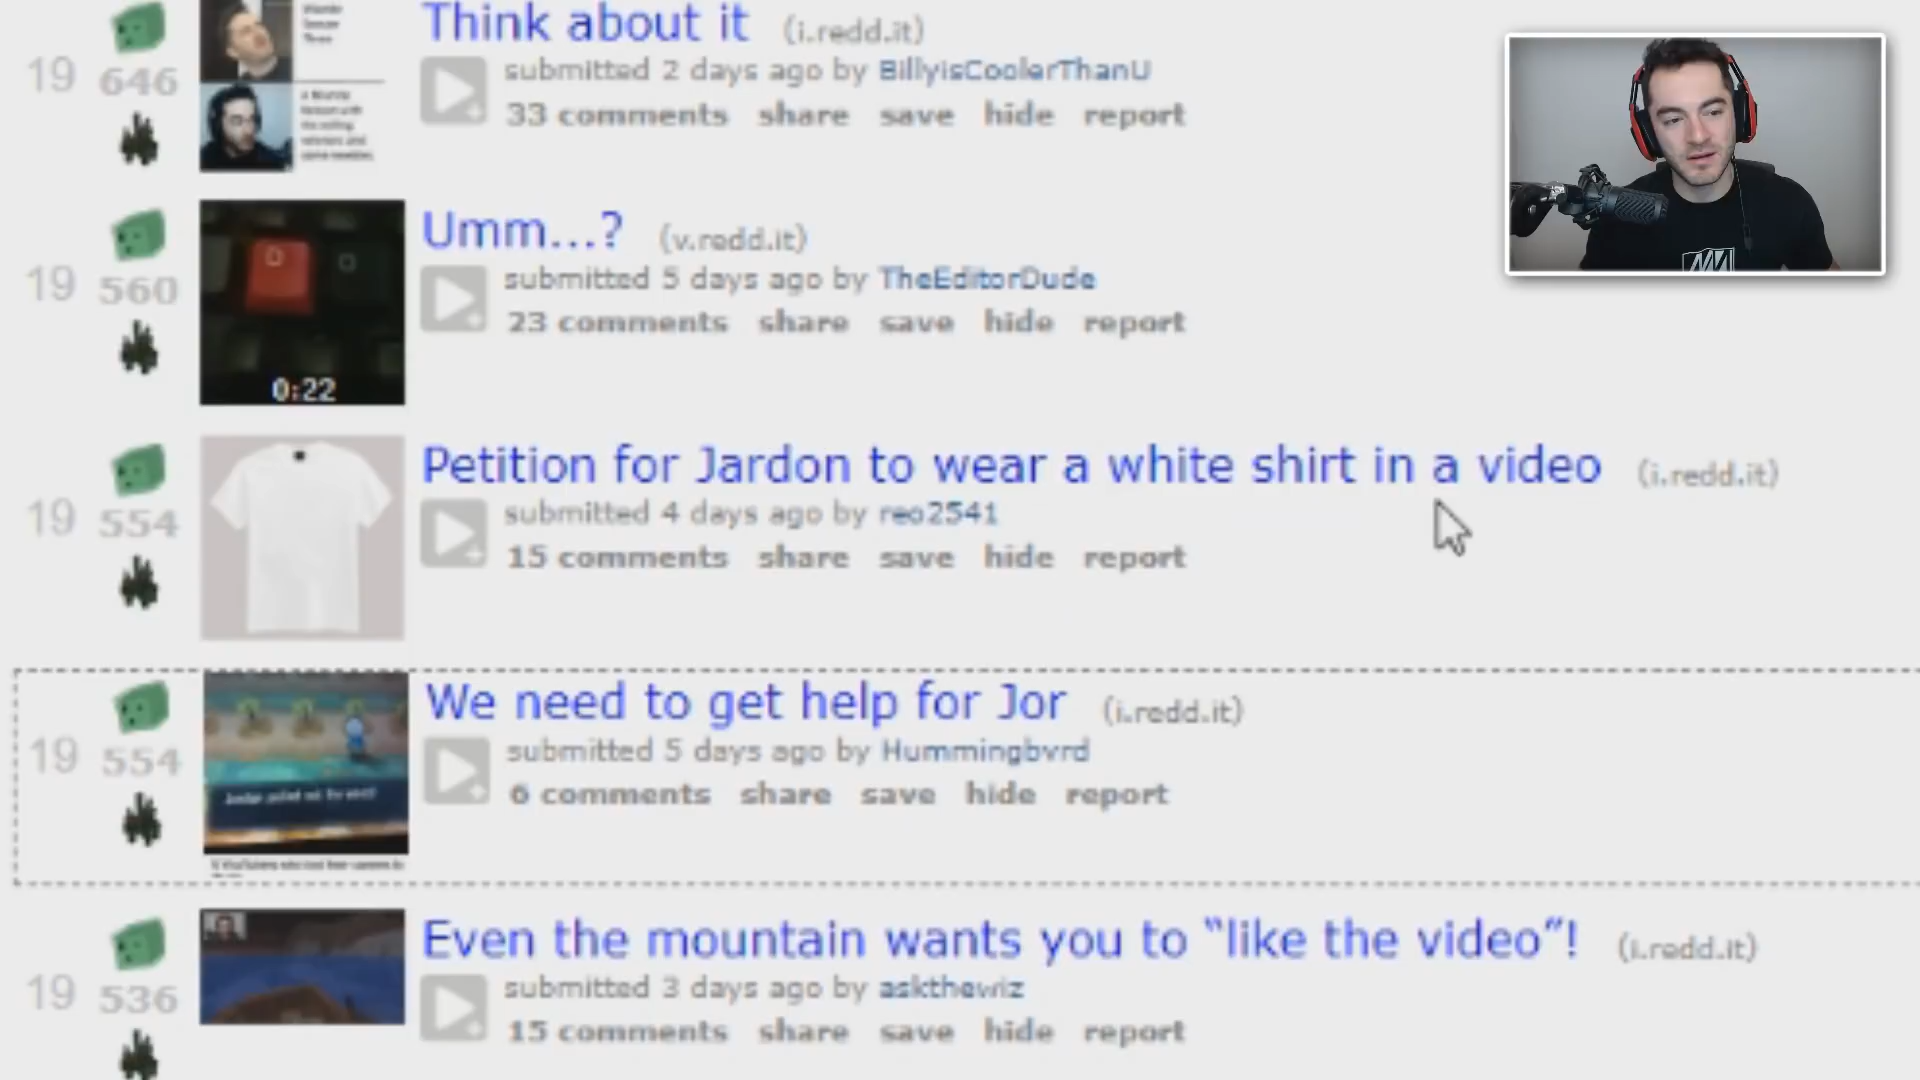 Think about it (i.redd.it)
19 646 submitted 2 days ago by BillyisCoolerThanU
33 comments share save hide report
Umm...? (v.redd.it)
19 560 submitted 5 days ago by TheEditorDude
23 comments share save hide report
0:22
Petition for Jardon to wear a white shirt in a video (i.redd.it)
19 554 submitted 4 days ago by reo2541
15 comments share save hide report
We need to get help for Jor (i.redd.it)
19 554 submitted 5 days ago by Hummingbvrd
6 comments share save hide report
Even the mountain wants you to “like the video”! (i.redd.it)
19 536 submitted 3 days ago by askthewiz
15 comments share save hide report